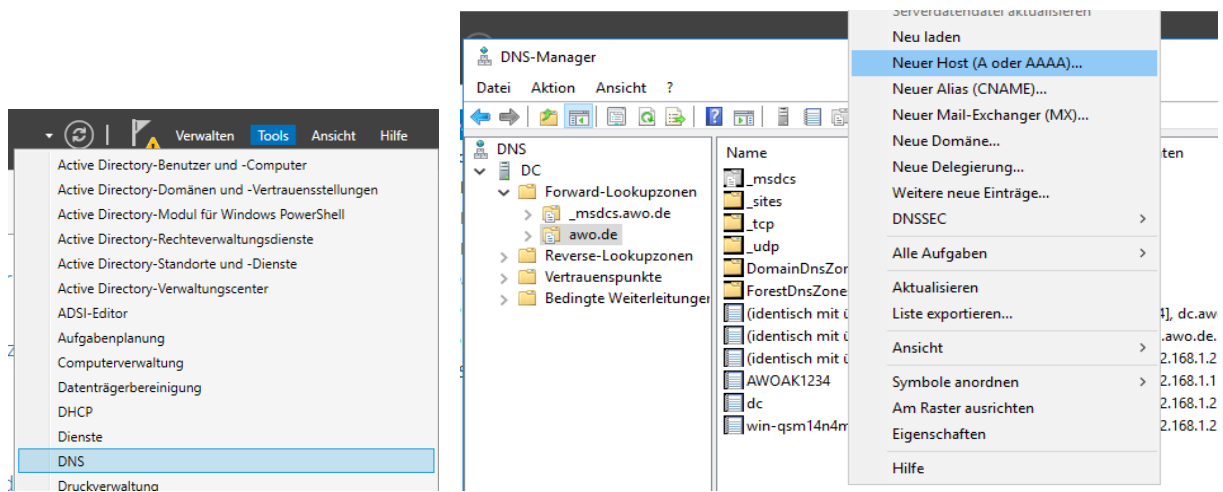 Verwalten Tools Ansicht Hilfe
Active Directory-Benutzer und -Computer
Active Directory-Domänen und -Vertrauensstellungen
Active Directory-Modul für Windows PowerShell
Active Directory-Rechteverwaltungsdienste
Active Directory-Standorte und -Dienste
Active Directory-Verwaltungscenter
ADSI-Editor
Aufgabenplanung
Computerverwaltung
Datenträgerbereinigung
DHCP
Dienste
DNS
Druckverwaltung
DNS-Manager
Datei Aktion Ansicht ?
DNS
DC
Forward-Lookupzonen
_msdcs.awo.de
awo.de
Reverse-Lookupzonen
Vertrauenspunkte
Bedingte Weiterleitungen
Name
_msdcs
_sites
_tcp
_udp
DomainDnsZon
ForestDnsZones
(identisch mit ü
(identisch mit ü
(identisch mit ü
AWOAK1234
dc
win-qsm14n4m
Serverdatendatei aktualisieren
Neu laden
Neuer Host (A oder AAAA)...
Neuer Alias (CNAME)...
Neuer Mail-Exchanger (MX)...
Neue Domäne...
Neue Delegierung...
Weitere neue Einträge...
DNSSEC
Alle Aufgaben
Aktualisieren
Liste exportieren...
Ansicht
Symbole anordnen
Am Raster ausrichten
Eigenschaften
Hilfe
ten
4], dc.aw
.awo.de.
2.168.1.2
2.168.1.1
2.168.1.2
2.168.1.2